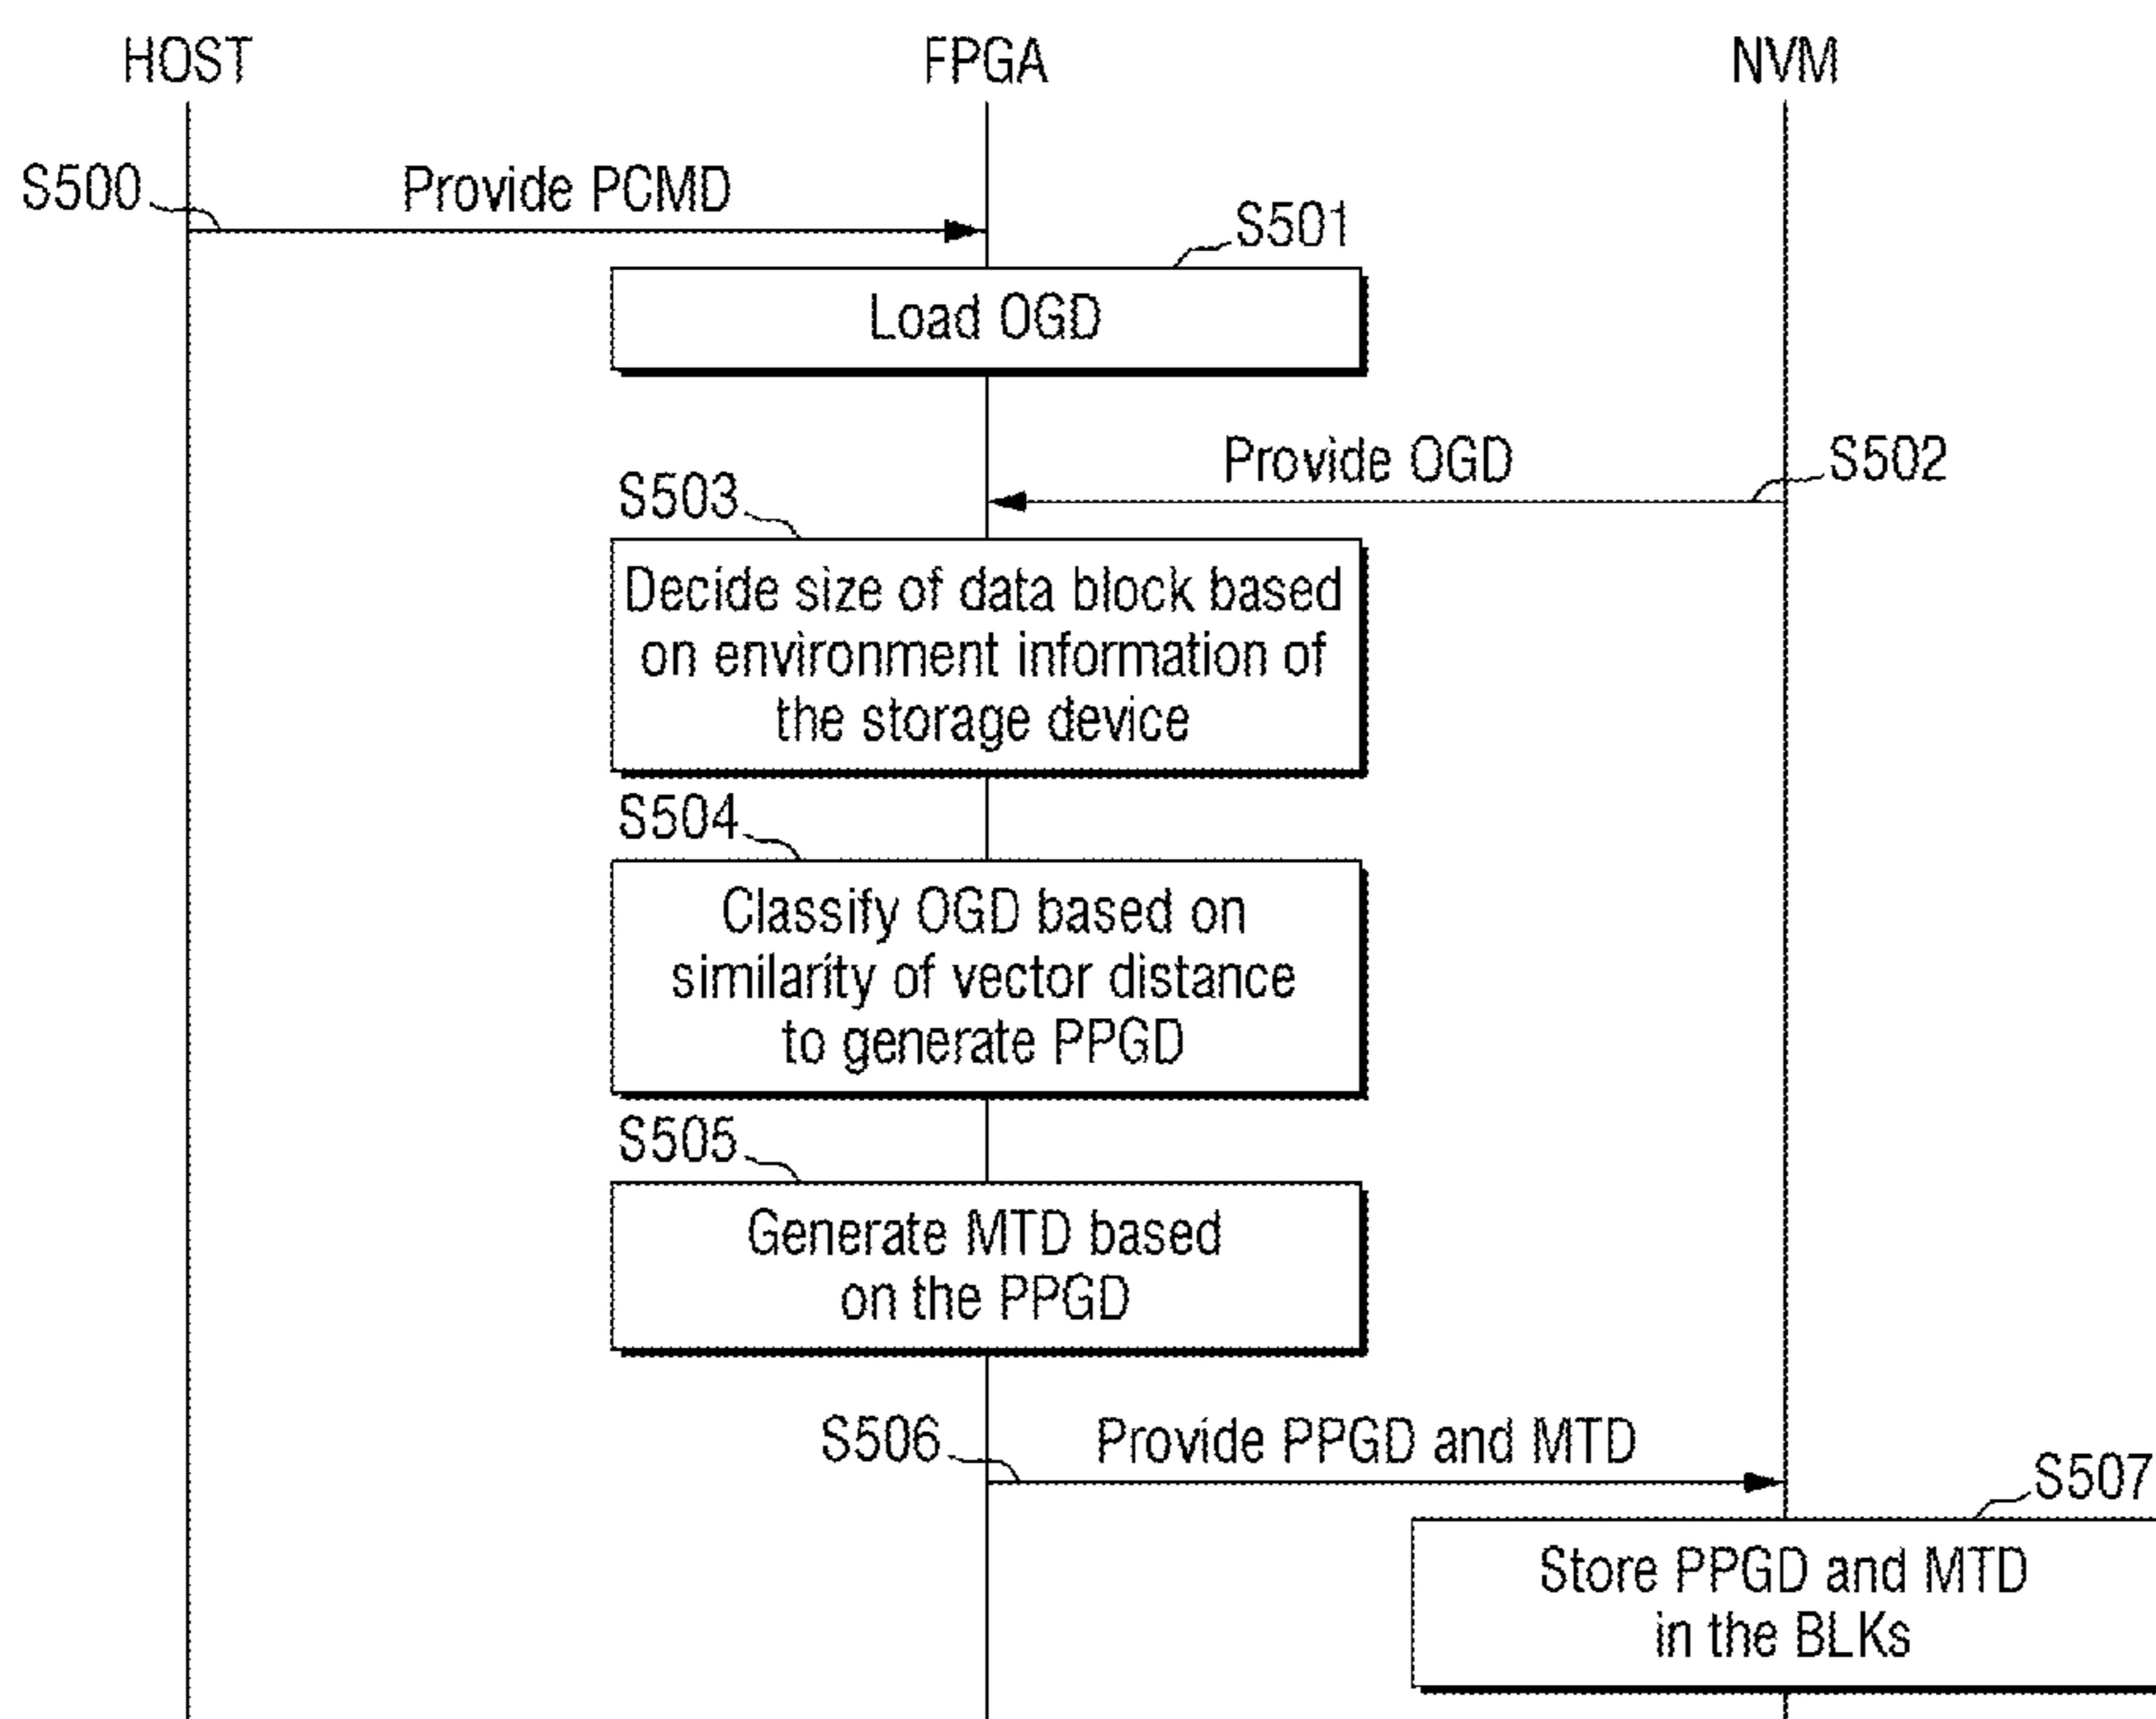 HOST
FPGA
NVM
S500
Provide PCMD
S501
Load OGD
Provide OGD
S502
S503
Decide size of data block based
on environment information of
the storage device
S504
Classify OGD based on
similarity of vector distance
to generate PPGD
S505
Generate MTD based
on the PPGD
S506
Provide PPGD and MTD
S507
Store PPGD and MTD
in the BLKs